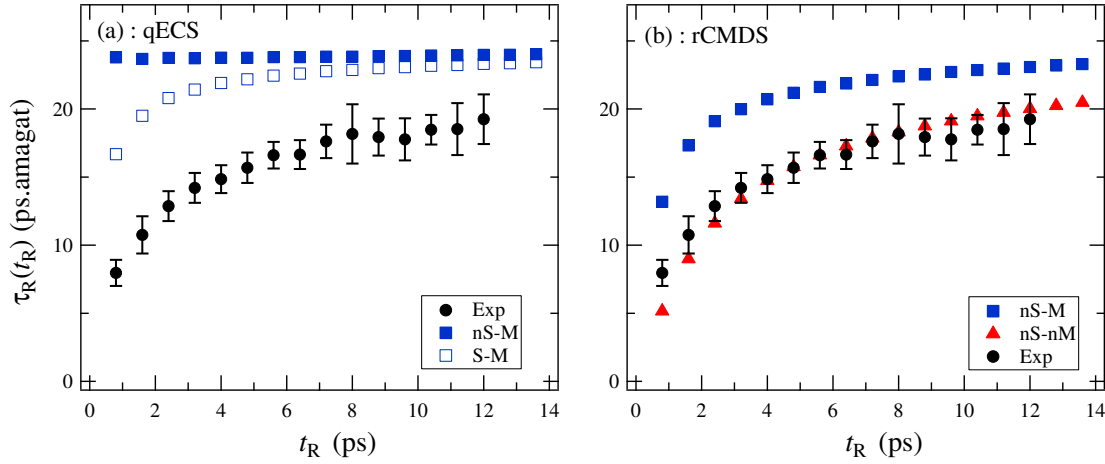 (a) : qECS
(b) : rCMDS
τR(tR) (ps.amagat)
20
10
0
Exp
nS-M
S-M
nS-M
nS-nM
Exp
20
10
0
0 2 4 6 8 10 12 14
0 2 4 6 8 10 12 14
tR (ps)
tR (ps)